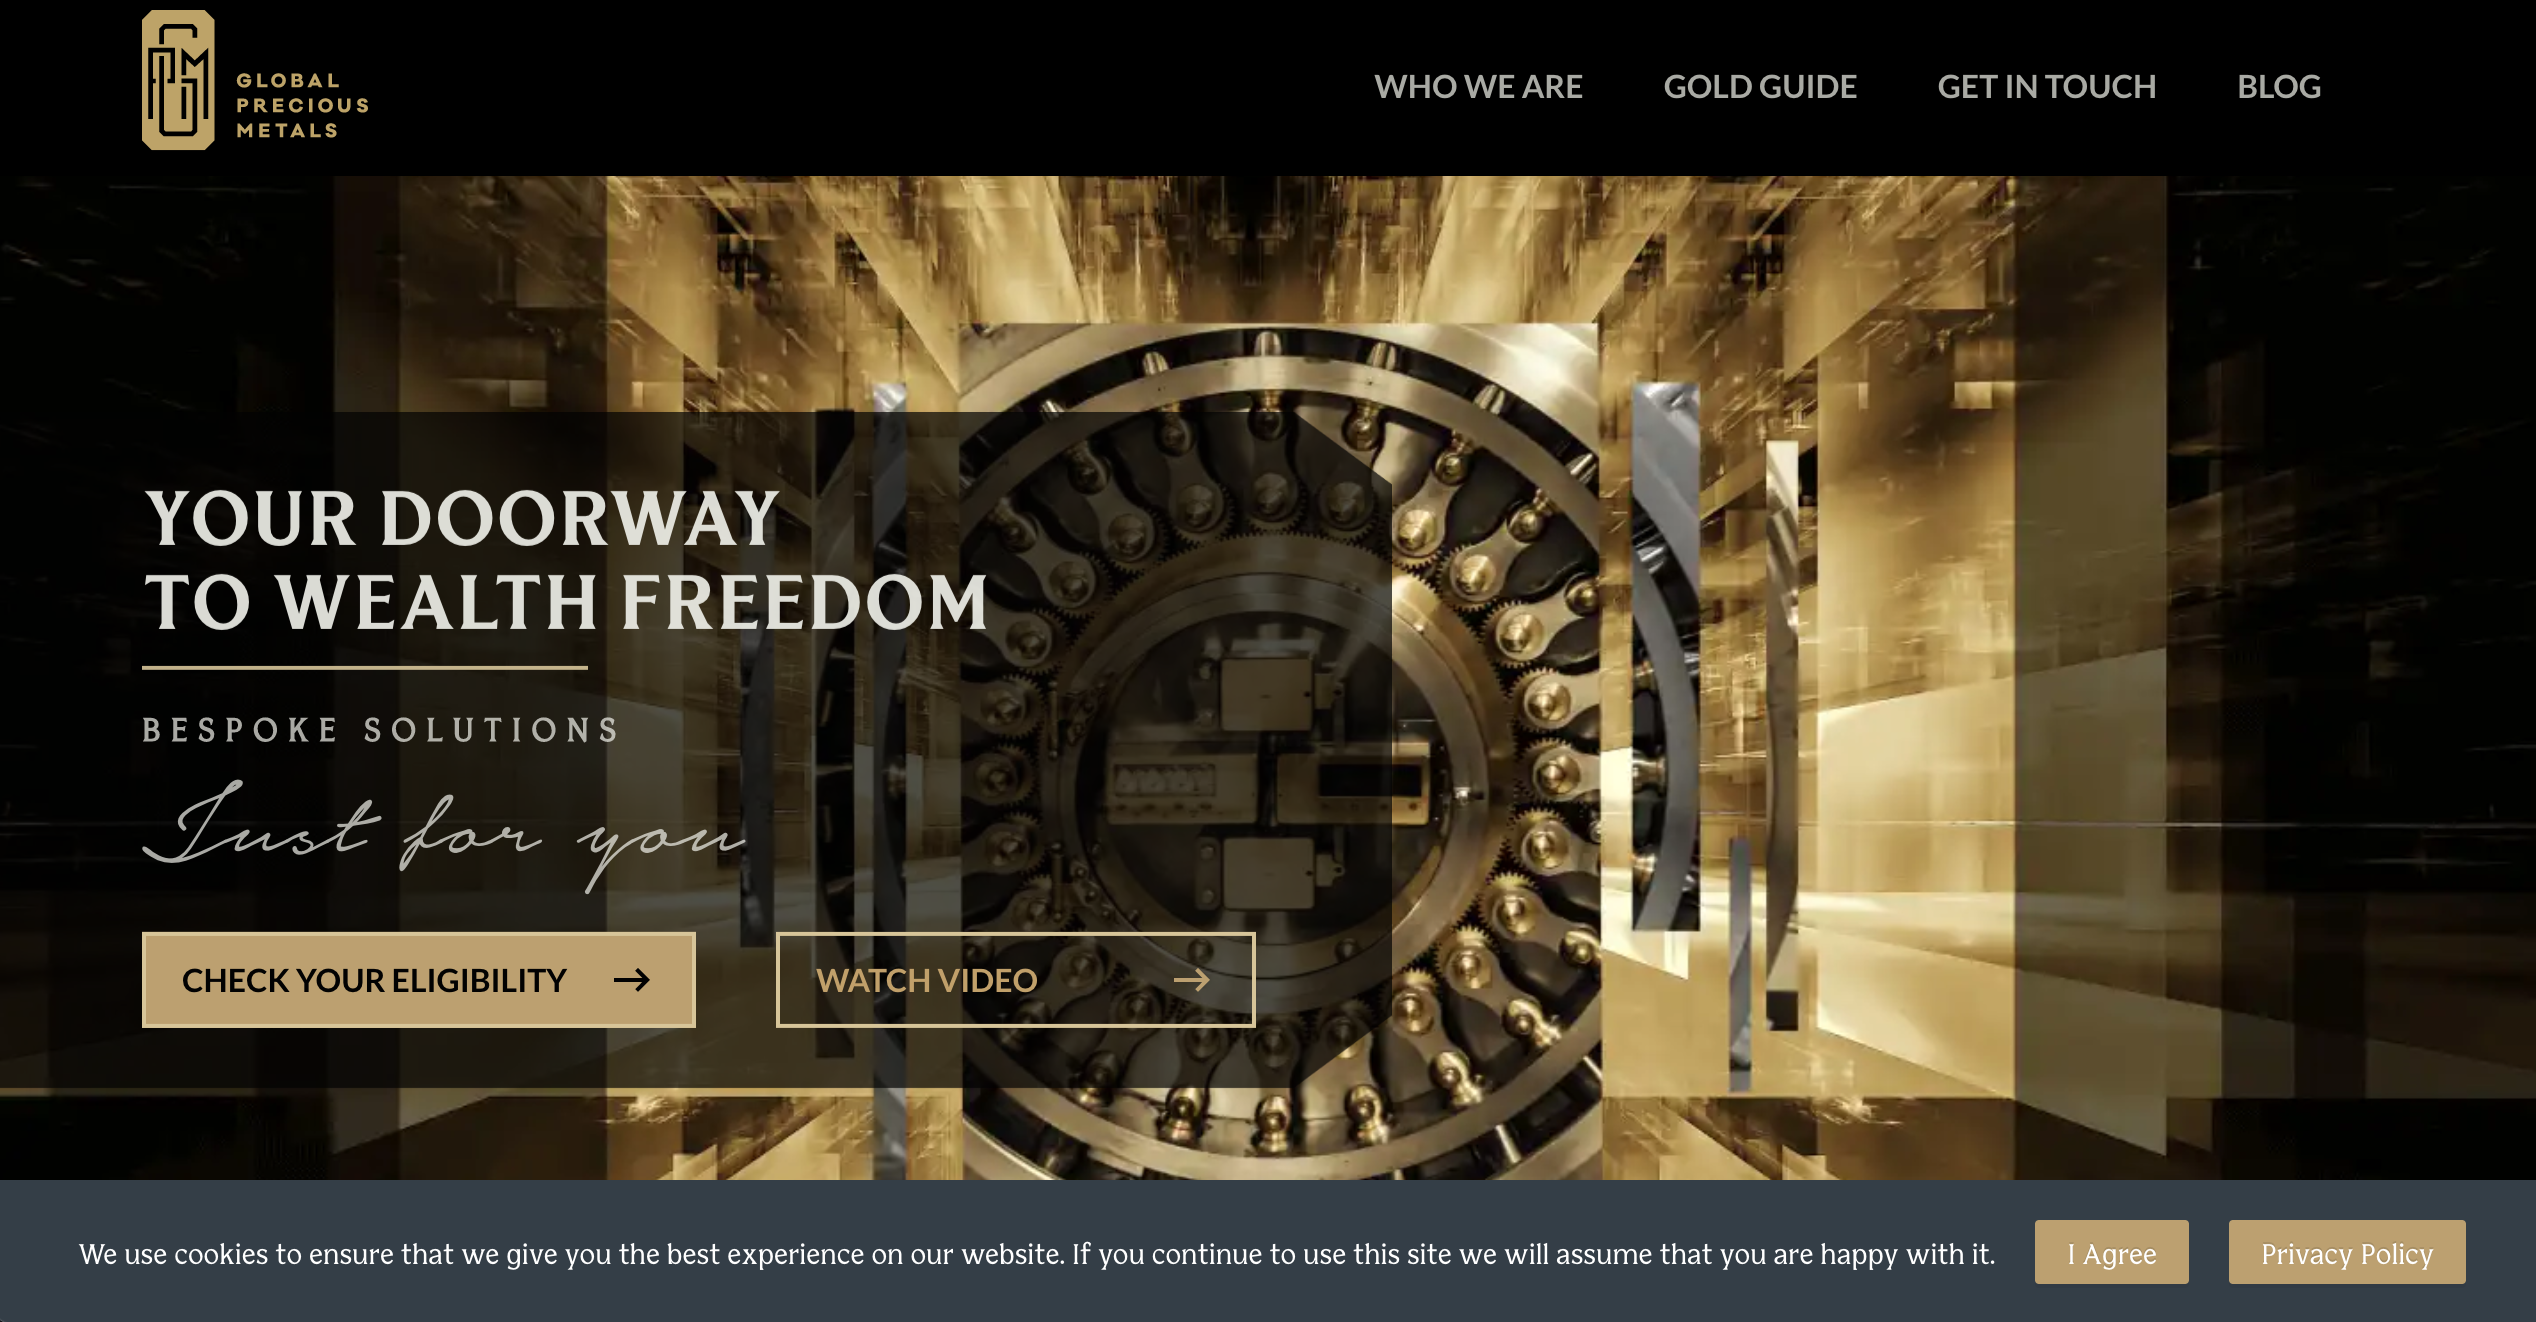 GLOBAL
PRECIOUS
METALS
WHO WE ARE
GOLD GUIDE
GET IN TOUCH
BLOG
YOUR DOORWAY
TO WEALTH FREEDOM
BESPOKE SOLUTIONS
Just for you
CHECK YOUR ELIGIBILITY
WATCH VIDEO
We use cookies to ensure that we give you the best experience on our website. If you continue to use this site we will assume that you are happy with it.
I Agree
Privacy Policy